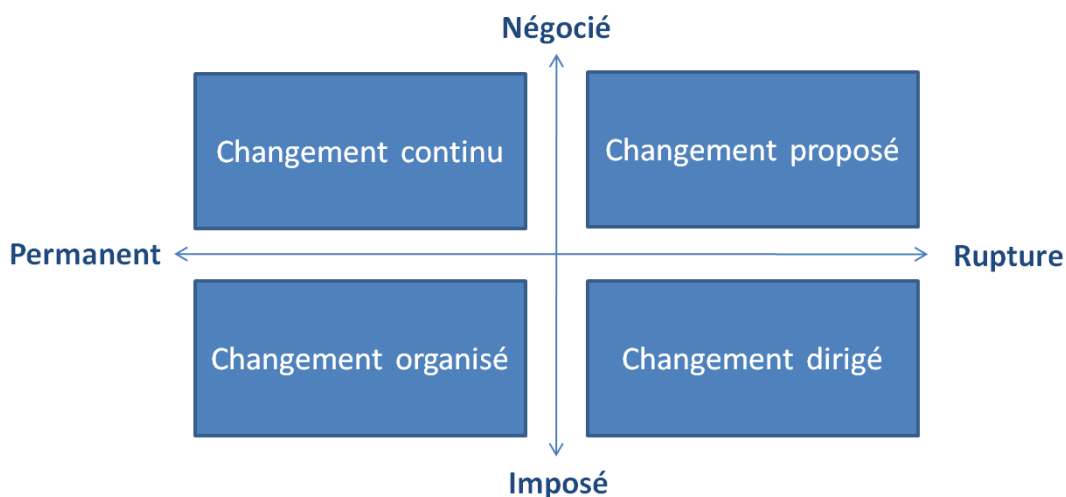 Négocié
Changement continu
Changement proposé
Permanent
Rupture
Changement organisé
Changement dirigé
Imposé